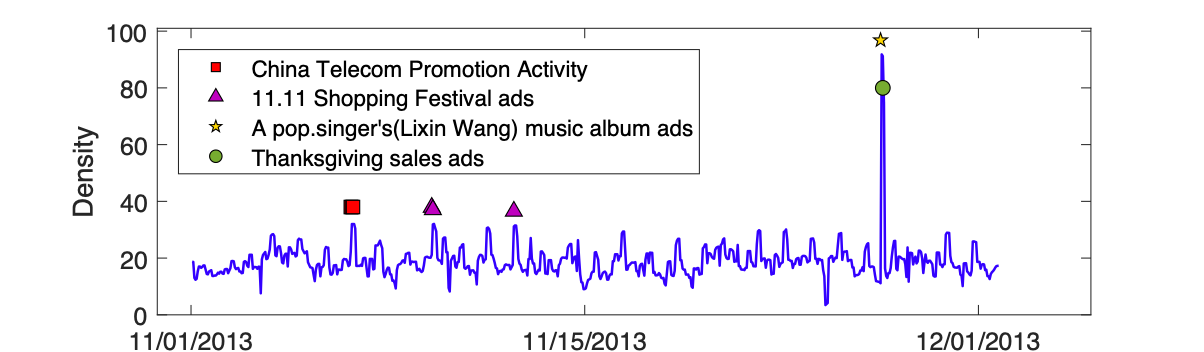 100
80
60
40
20
0
Density
China Telecom Promotion Activity
11.11 Shopping Festival ads
A pop.singer's(Lixin Wang) music album ads
Thanksgiving sales ads
11/01/2013
11/15/2013
12/01/2013